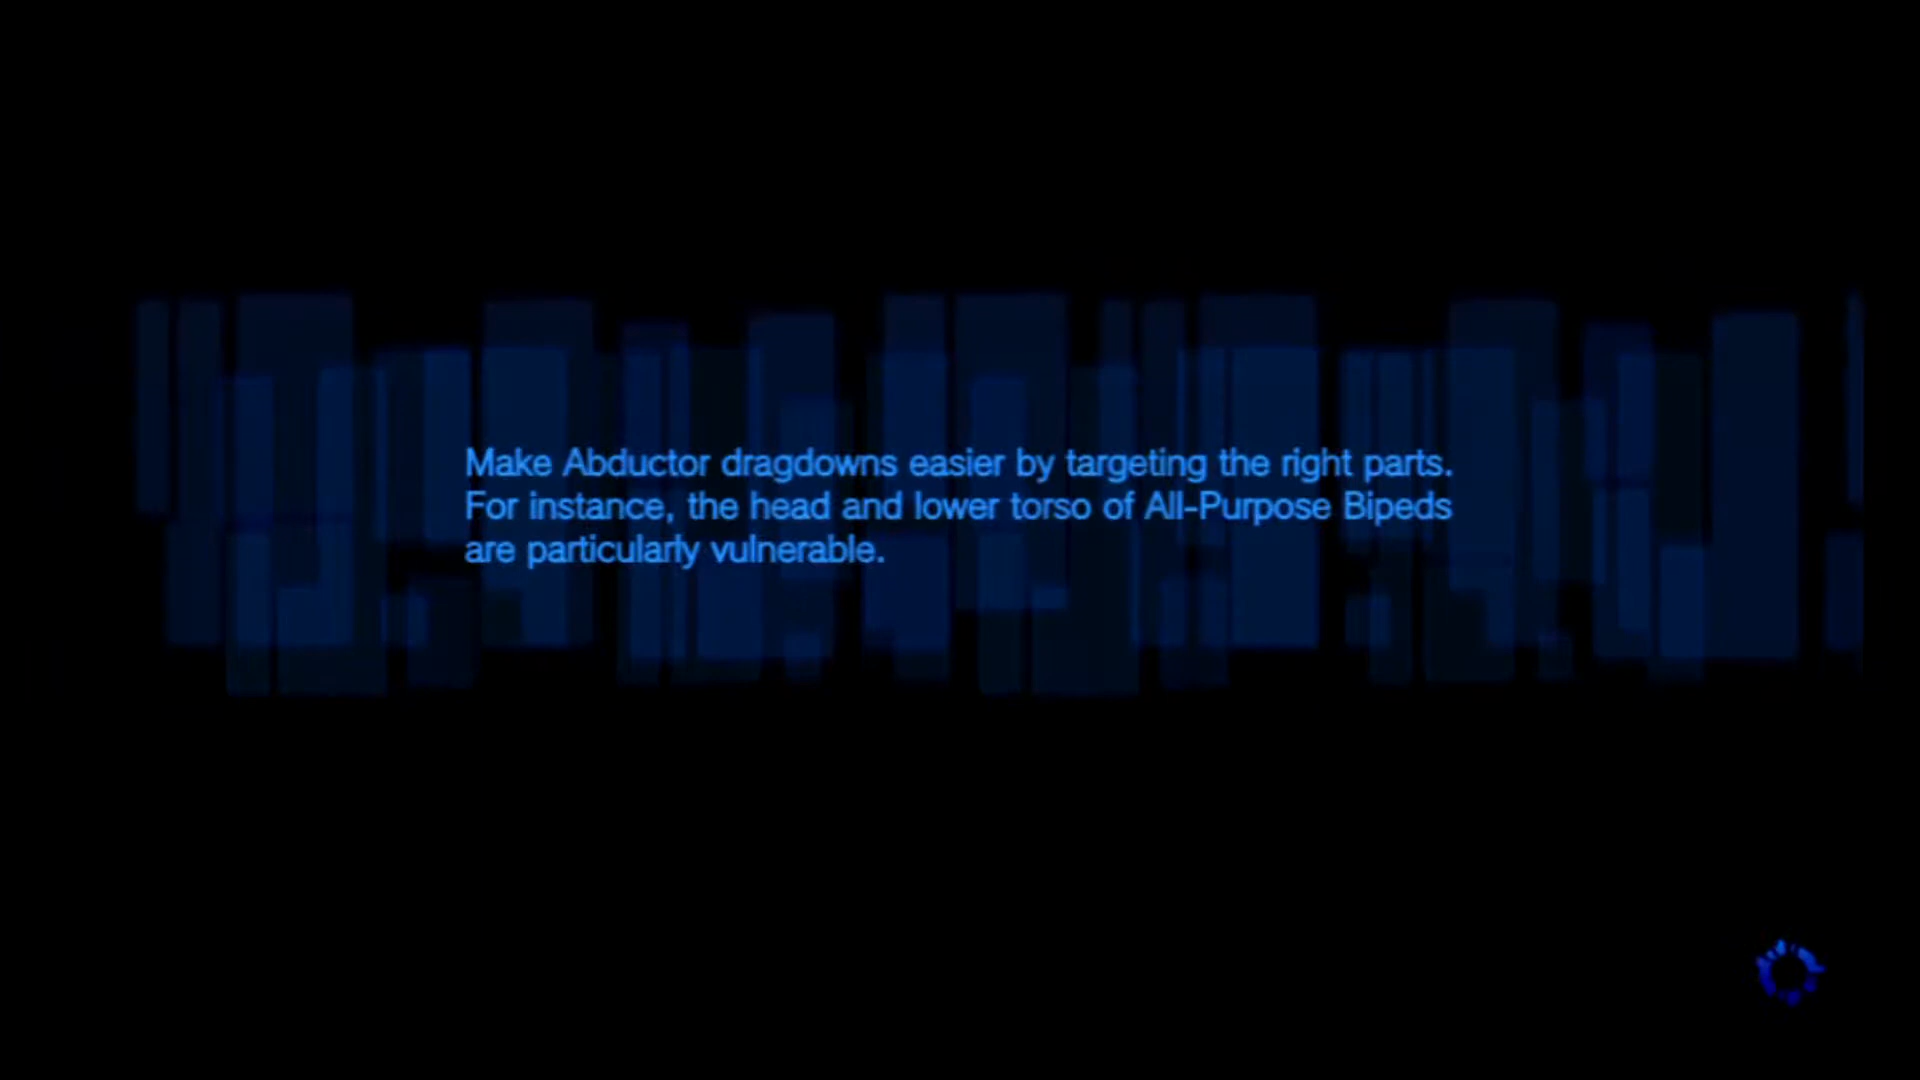 Make Abductor dragdowns easier by targeting the right parts.
For instance, the head and lower torso of All-Purpose Bipeds
are particularly vulnerable.